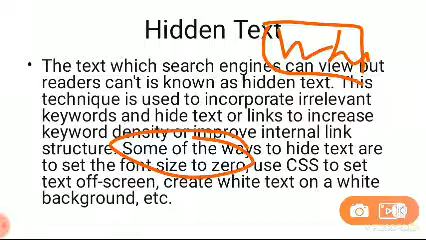 Hidden Text
• The text which search engines can view but
readers can't is known as hidden text. This
technique is used to incorporate irrelevant
keywords and hide text or links to increase
keyword density or improve internal link
structure. Some of the ways to hide text are
to set the font size to zero, use CSS to set
text off-screen, create white text on a white
background, etc.